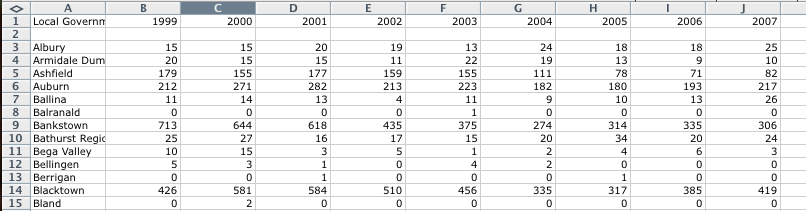 A B C D E F G H I J
1 Local Governm 1999 2000 2001 2002 2003 2004 2005 2006 2007
2
3 Albury 15 15 20 19 13 24 18 18 25
4 Armidale Dum 20 15 15 11 22 19 13 9 10
5 Ashfield 179 155 177 159 155 111 78 71 82
6 Auburn 212 271 282 213 223 182 180 193 217
7 Ballina 11 14 13 4 11 9 10 13 26
8 Balranald 0 0 0 0 1 0 0 0 0
9 Bankstown 713 644 618 435 375 274 314 335 306
10 Bathurst Regio 25 27 16 17 15 20 34 20 24
11 Bega Valley 10 15 3 5 1 2 4 6 3
12 Bellingen 5 3 1 0 4 2 0 0 0
13 Berrigan 0 0 1 0 0 0 1 0 0
14 Blacktown 426 581 584 510 456 335 317 385 419
15 Bland 0 2 0 0 0 0 0 0 0